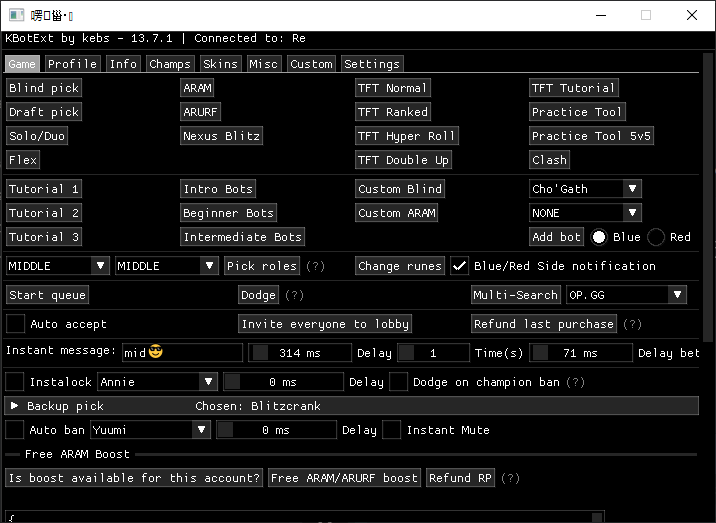 KBotExt by kebs - 13.7.1 | Connected to: Re
Game Profile Info Champs Skins Misc Custom Settings
Blind pick ARAM TFT Normal TFT Tutorial
Draft pick ARURF TFT Ranked Practice Tool
Solo/Duo Nexus Blitz TFT Hyper Roll Practice Tool 5v5
Flex TFT Double Up Clash
Tutorial 1 Intro Bots Custom Blind Cho'Gath
Tutorial 2 Beginner Bots Custom ARAM NONE
Tutorial 3 Intermediate Bots Add bot Blue Red
MIDDLE MIDDLE Pick roles (?) Change runes Blue/Red Side notification
Start queue Dodge (?) Multi-Search OP.GG
Auto accept Invite everyone to lobby Refund last purchase (?)
Instant message: mid😎 314 ms Delay 1 Time(s) 71 ms Delay bet
Instalock Annie 0 ms Delay Dodge on champion ban (?)
Backup pick Chosen: Blitzcrank
Auto ban Yuumi 0 ms Delay Instant Mute
Free ARAM Boost
Is boost available for this account? Free ARAM/ARURF boost Refund RP (?)
{